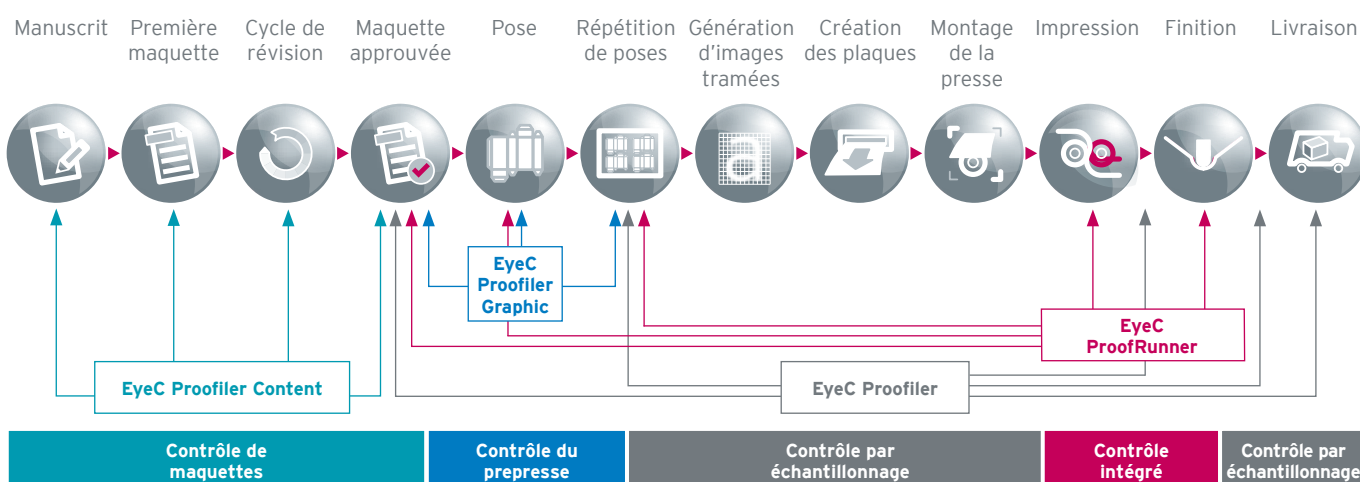 Manuscrit
Première
maquette
Cycle de
révision
Maquette
approuvée
Pose
Répétition
de poses
Génération
d'images
tramées
Création
des plaques
Montage
de la
presse
Impression
Finition
Livraison
a
EyeC
Proofiler
Graphic
EyeC
ProofRunner
EyeC Proofiler Content
EyeC Proofiler
Contrôle de
maquettes
Contrôle du
prepresse
Contrôle par
échantillonnage
Contrôle
intégré
Contrôle par
échantillonnage